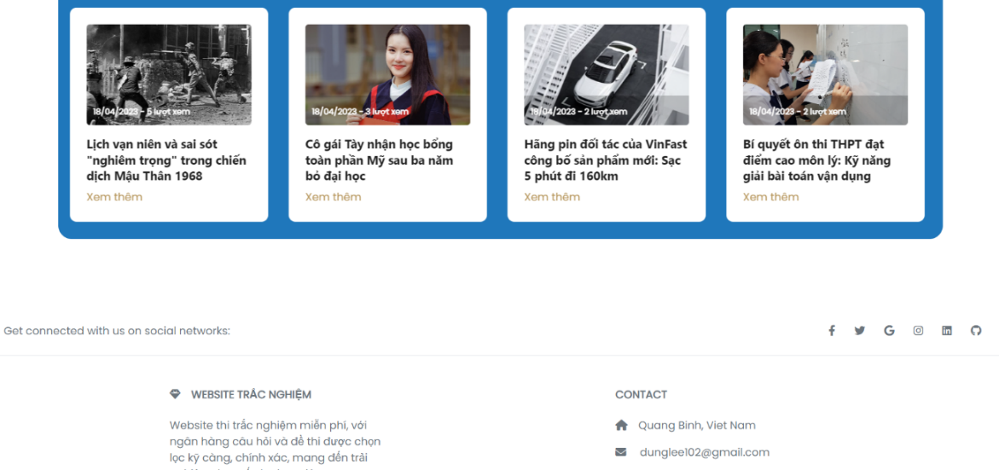 18/04/2023 - 5 lượt xem
Lịch vạn niên và sai sót
"nghiêm trọng" trong chiến
dịch Mậu Thân 1968
Xem thêm
18/04/2023 - 3 lượt xem
Cô gái Tày nhận học bổng
toàn phần Mỹ sau ba năm
bỏ đại học
Xem thêm
18/04/2023 - 2 lượt xem
Hãng pin đối tác của VinFast
công bố sản phẩm mới: Sạc
5 phút đi 160km
Xem thêm
18/04/2023 - 2 lượt xem
Bí quyết ôn thi THPT đạt
điểm cao môn lý: Kỹ năng
giải bài toán vận dụng
Xem thêm
Get connected with us on social networks:
WEBSITE TRẮC NGHIỆM
Website thi trắc nghiệm miễn phí, với
ngân hàng câu hỏi và đề thi được chọn
lọc kỹ càng, chính xác, mang đến trải
CONTACT
Quang Binh, Viet Nam
dunglee102@gmail.com